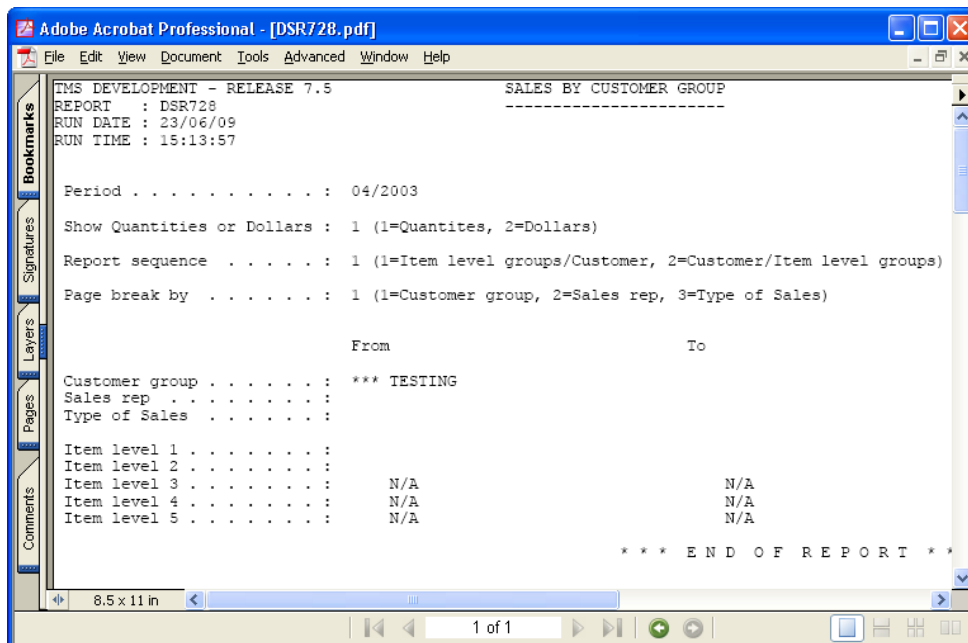 Adobe Acrobat Professional - [DSR728.pdf]
File Edit View Document Tools Advanced Window Help
Bookmarks
Signatures
Layers
Pages
Comments
TMS DEVELOPMENT - RELEASE 7.5 SALES BY CUSTOMER GROUP
REPORT : DSR728 -----------------------
RUN DATE : 23/06/09
RUN TIME : 15:13:57
Period . . . . . . . . . . . : 04/2003
Show Quantities or Dollars : 1 (1=Quantites, 2=Dollars)
Report sequence . . . . . : 1 (1=Item level groups/Customer, 2=Customer/Item level groups)
Page break by . . . . . . : 1 (1=Customer group, 2=Sales rep, 3=Type of Sales)
From To
Customer group . . . . . . : *** TESTING
Sales rep . . . . . . . . :
Type of Sales . . . . . . :
Item level 1 . . . . . . . :
Item level 2 . . . . . . . :
Item level 3 . . . . . . . : N/A N/A
Item level 4 . . . . . . . : N/A N/A
Item level 5 . . . . . . . : N/A N/A
* * * E N D O F R E P O R T * *
8.5 x 11 in
1 of 1